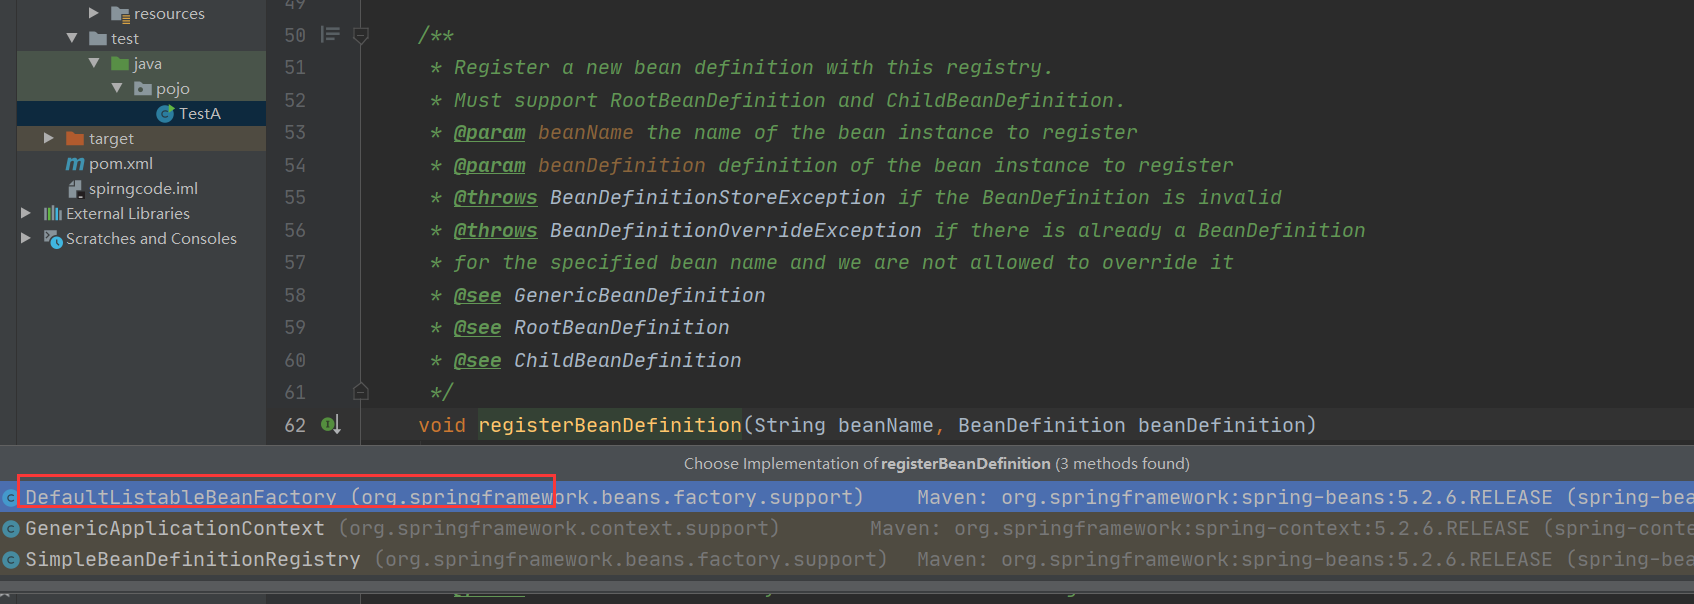 resources
test
java
pojo
TestA
target
pom.xml
spirngcode.iml
External Libraries
Scratches and Consoles
49
50 /**
51 * Register a new bean definition with this registry.
52 * Must support RootBeanDefinition and ChildBeanDefinition.
53 * @param beanName the name of the bean instance to register
54 * @param beanDefinition definition of the bean instance to register
55 * @throws BeanDefinitionStoreException if the BeanDefinition is invalid
56 * @throws BeanDefinitionOverrideException if there is already a BeanDefinition
57 * for the specified bean name and we are not allowed to override it
58 * @see GenericBeanDefinition
59 * @see RootBeanDefinition
60 * @see ChildBeanDefinition
61 */
62 void registerBeanDefinition(String beanName, BeanDefinition beanDefinition)
Choose Implementation of registerBeanDefinition (3 methods found)
DefaultListableBeanFactory (org.springframework.beans.factory.support) Maven: org.springframework:spring-beans:5.2.6.RELEASE (spring-bea
GenericApplicationContext (org.springframework.context.support) Maven: org.springframework:spring-context:5.2.6.RELEASE (spring-conte
SimpleBeanDefinitionRegistry (org.springframework.beans.factory.support) Maven: org.springframework:spring-beans:5.2.6.RELEASE (spring-bea